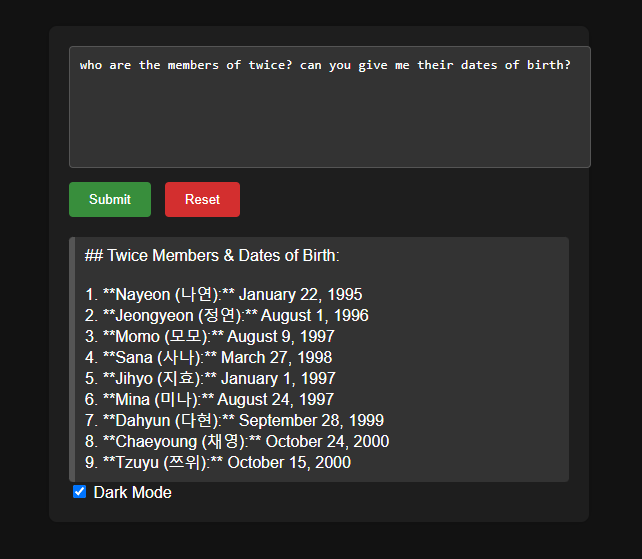 who are the members of twice? can you give me their dates of birth?
Submit Reset
## Twice Members & Dates of Birth:
1. **Nayeon (나연):** January 22, 1995
2. **Jeongyeon (정연):** August 1, 1996
3. **Momo (모모):** August 9, 1997
4. **Sana (사나):** March 27, 1998
5. **Jihyo (지효):** January 1, 1997
6. **Mina (미나):** August 24, 1997
7. **Dahyun (다현):** September 28, 1999
8. **Chaeyoung (채영):** October 24, 2000
9. **Tzuyu (쯔위):** October 15, 2000
Dark Mode